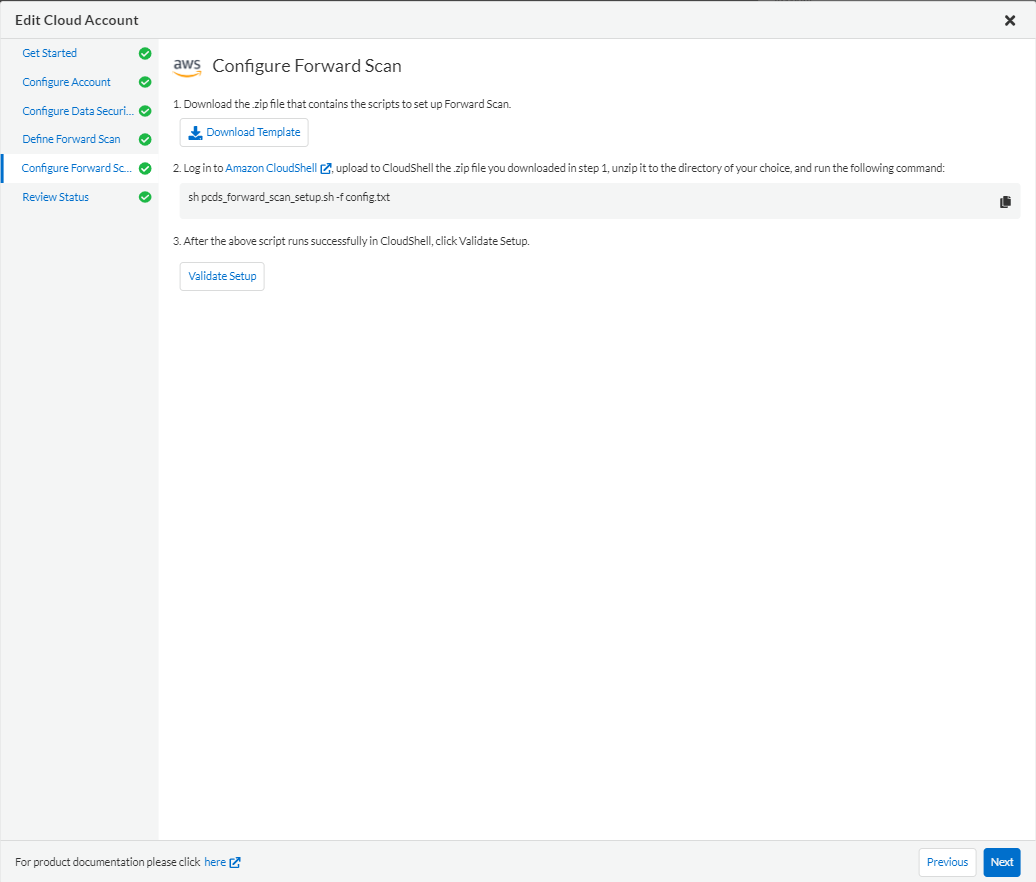 Edit Cloud Account
Get Started
Configure Account
Configure Data Securi...
Define Forward Scan
Configure Forward Sc...
Review Status
aws Configure Forward Scan
1. Download the .zip file that contains the scripts to set up Forward Scan.
Download Template
2. Log in to Amazon CloudShell , upload to CloudShell the .zip file you downloaded in step 1, unzip it to the directory of your choice, and run the following command:
sh pcds_forward_scan_setup.sh -f config.txt
3. After the above script runs successfully in CloudShell, click Validate Setup.
Validate Setup
For product documentation please click here
Previous
Next